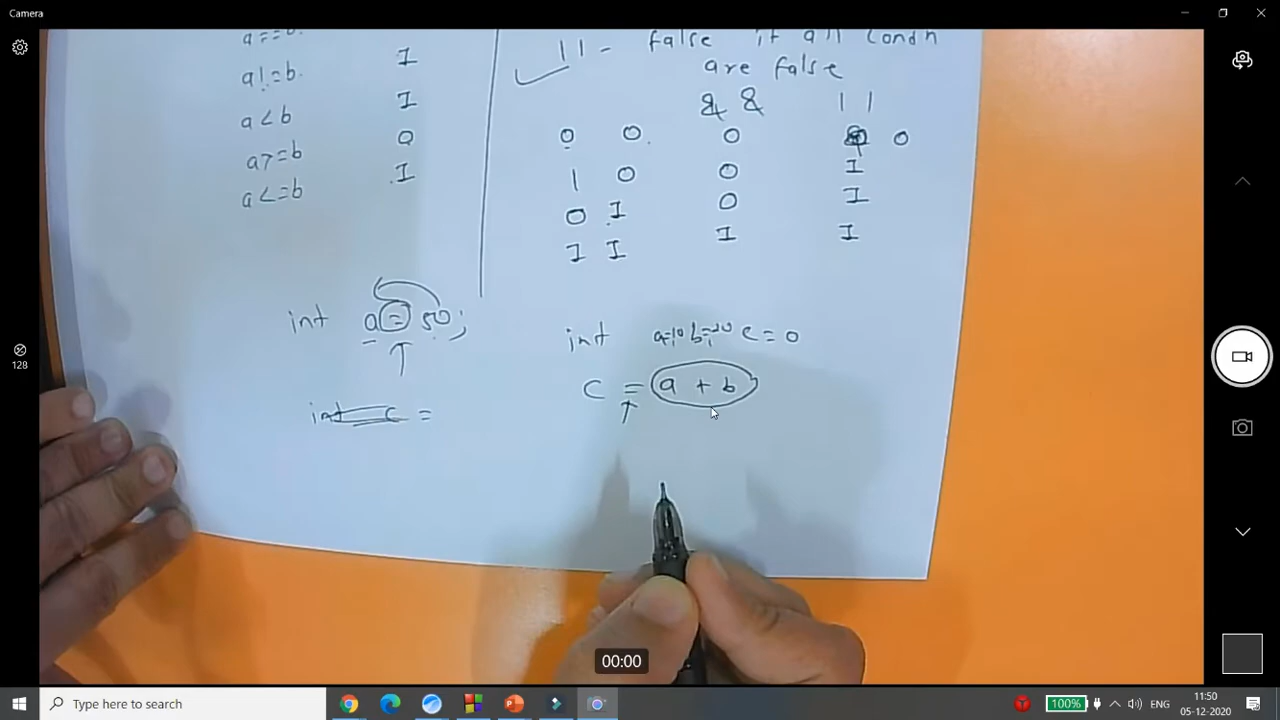 Camera
a==b
a!=b
a<b
a>=b
a<=b
I
I
0
I
|| - false if all Condn
are false
&& ||
0 0 0 0
1 0 0 I
0 I 0 I
I I I I
int a = 50;
int c =
int a=10 b=20 c=0
C = a + b
128
00:00
Type here to search
100%
ENG
11:50
05-12-2020